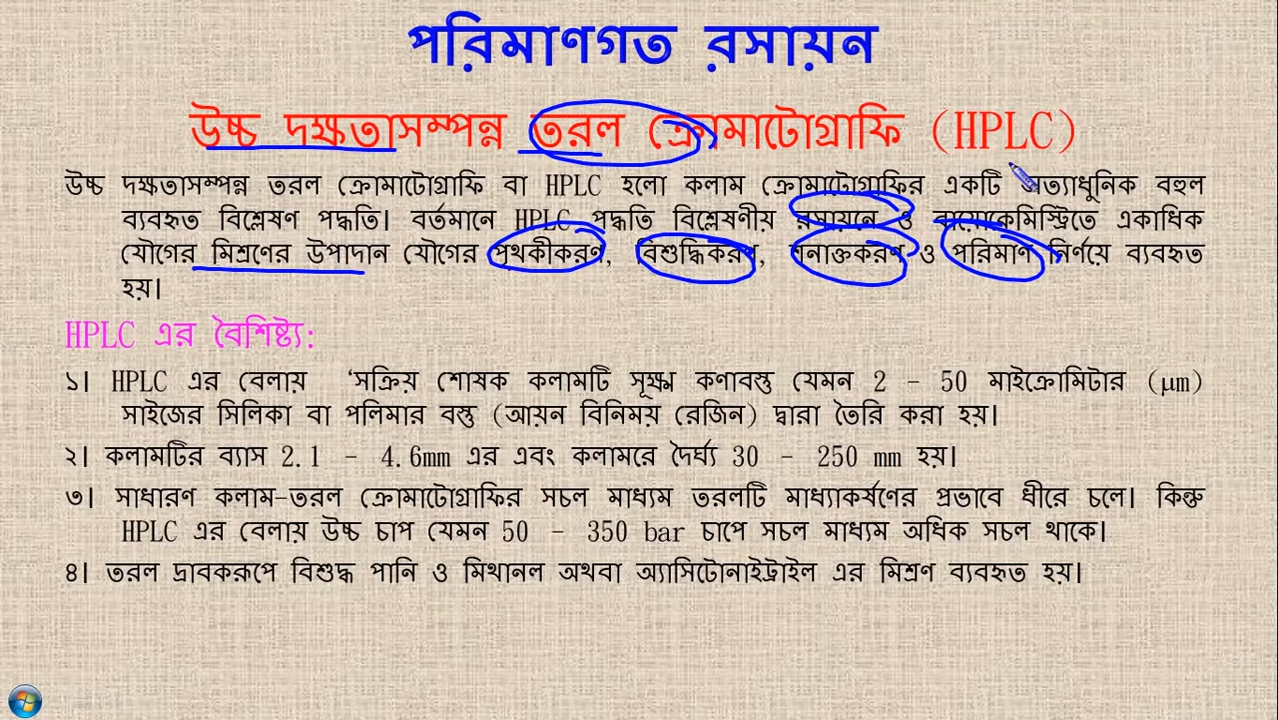 পরিমাণগত রসায়ন
উচ্চ দক্ষতাসম্পন্ন তরল ক্রোমাটোগ্রাফি (HPLC)
উচ্চ দক্ষতাসম্পন্ন তরল ক্রোমাটোগ্রাফি বা HPLC হলো কলাম ক্রোমাটোগ্রাফির একটি অত্যাধুনিক বহুল
ব্যবহৃত বিশ্লেষণ পদ্ধতি। বর্তমানে HPLC পদ্ধতি বিশ্লেষণীয় রসায়নে ও বায়োকেমিস্ট্রিতে একাধিক
যৌগের মিশ্রণের উপাদান যৌগের পৃথকীকরণ, বিশুদ্ধিকরণ, শনাক্তকরণ ও পরিমাণ নির্ণয়ে ব্যবহৃত
হয়।
HPLC এর বৈশিষ্ট্য:
১। HPLC এর বেলায় ‘সক্রিয় শোষক কলামটি সূক্ষ্ম কণাবস্তু যেমন 2 - 50 মাইক্রোমিটার (μm)
সাইজের সিলিকা বা পলিমার বস্তু (আয়ন বিনিময় রেজিন) দ্বারা তৈরি করা হয়।
২। কলামটির ব্যাস 2.1 - 4.6mm এর এবং কলামরে দৈর্ঘ্য 30 - 250 mm হয়।
৩। সাধারণ কলাম-তরল ক্রোমাটোগ্রাফির সচল মাধ্যম তরলটি মাধ্যাকর্ষণের প্রভাবে ধীরে চলে। কিন্তু
HPLC এর বেলায় উচ্চ চাপ যেমন 50 - 350 bar চাপে সচল মাধ্যম অধিক সচল থাকে।
৪। তরল দ্রাবকরূপে বিশুদ্ধ পানি ও মিথানল অথবা অ্যাসিটোনাইট্রাইল এর মিশ্রণ ব্যবহৃত হয়।